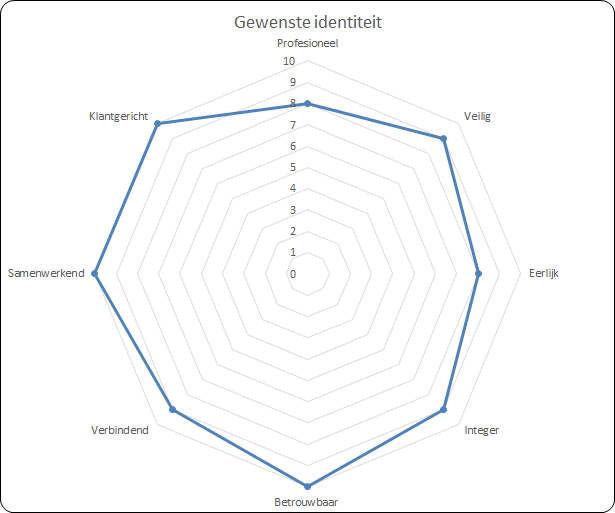 Gewenste identiteit
Profesioneel
10
9
8
7
6
5
4
3
2
1
0
Klantgericht
Veilig
Samenwerkend
Eerlijk
Verbindend
Integer
Betrouwbaar